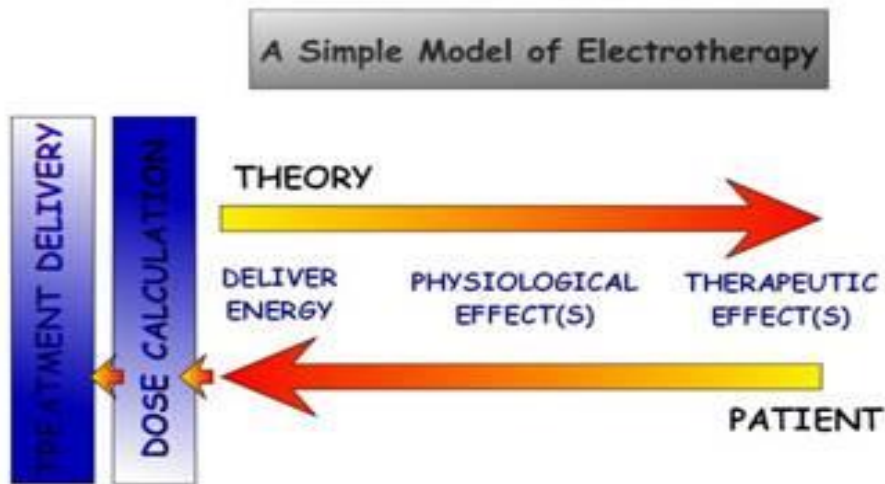 A Simple Model of Electrotherapy
TREATMENT DELIVERY
DOSE CALCULATION
THEORY
DELIVER
ENERGY
PHYSIOLOGICAL
EFFECT(S)
THERAPEUTIC
EFFECT(S)
PATIENT